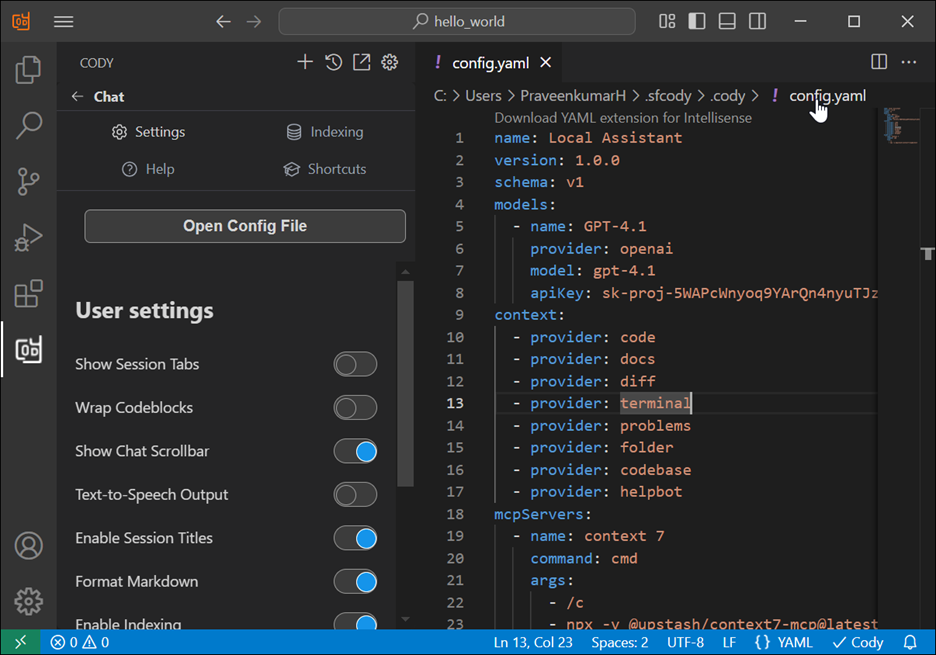 hello_world
CODY
Chat
Settings
Indexing
Help
Shortcuts
Open Config File
User settings
Show Session Tabs
Wrap Codeblocks
Show Chat Scrollbar
Text-to-Speech Output
Enable Session Titles
Format Markdown
Enable Indexing
! config.yaml
C: > Users > PraveenkumarH > .sfcody > .cody > ! config.yaml
Download YAML extension for Intellisense
1 name: Local Assistant
2 version: 1.0.0
3 schema: v1
4 models:
5 - name: GPT-4.1
6 provider: openai
7 model: gpt-4.1
8 apiKey: sk-proj-5WAPcWnyoq9YArQn4nyuTJz
9 context:
10 - provider: code
11 - provider: docs
12 - provider: diff
13 - provider: terminal
14 - provider: problems
15 - provider: folder
16 - provider: codebase
17 - provider: helpbot
18 mcpServers:
19 - name: context 7
20 command: cmd
21 args:
22 - /c
23 - npx -y @upstash/context7-mcp@latest
0 0 Ln 13, Col 23 Spaces: 2 UTF-8 LF {} YAML Cody